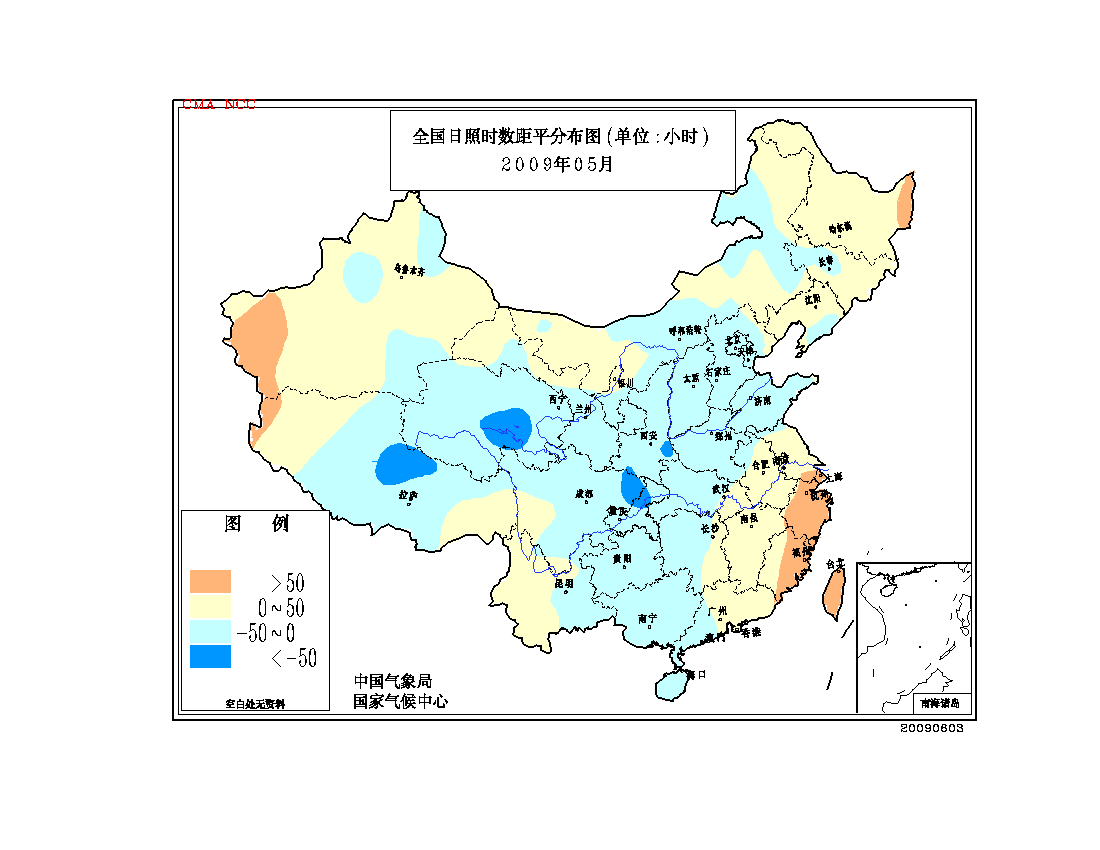 CMA NCC
全国日照时数距平分布图(单位:小时)
2009年05月
哈尔滨
长春
乌鲁木齐
沈阳
呼和浩特
北京
天津
银川
太原
石家庄
西宁
兰州
济南
西安
郑州
合肥
南京
上海
拉萨
成都
武汉
杭州
重庆
南昌
长沙
福州
贵阳
台北
昆明
南宁
广州
澳门
香港
海口
图 例
>50
0~50
-50~0
<-50
空白处无资料
中国气象局
国家气候中心
南海诸岛
20090603